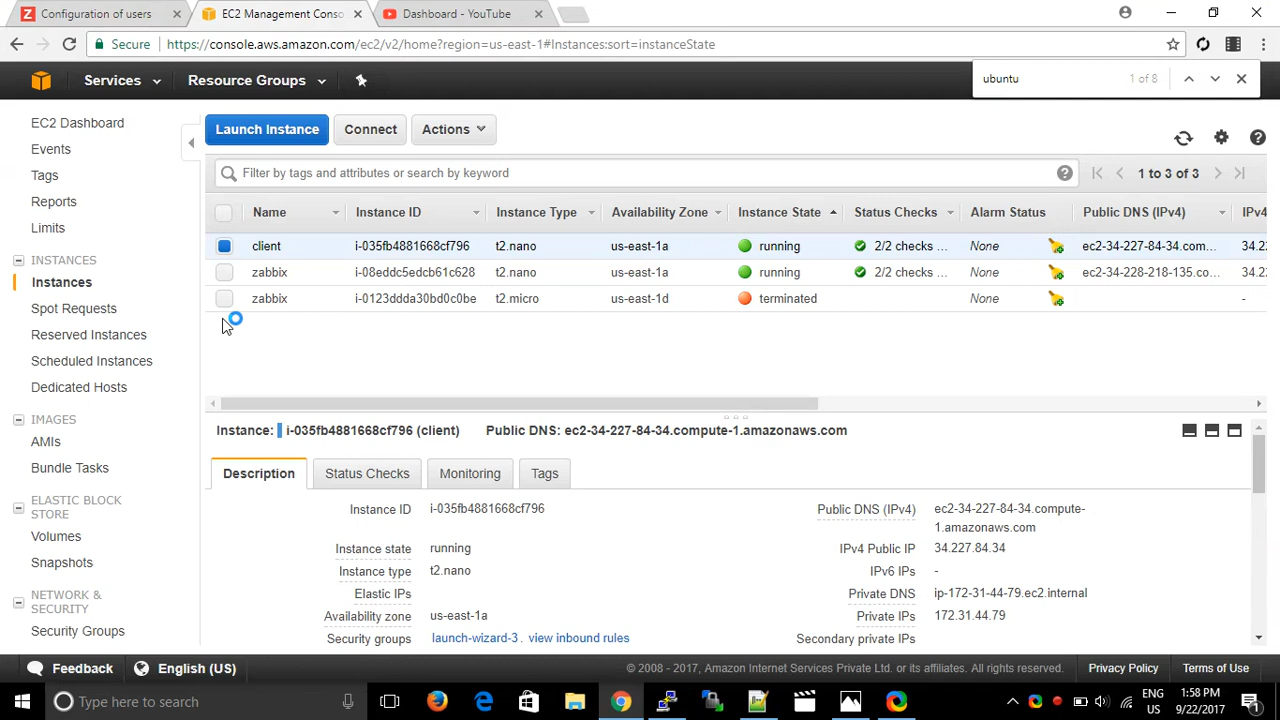 Configuration of users
EC2 Management Conso
Dashboard - YouTube
Secure
https://console.aws.amazon.com/ec2/v2/home?region=us-east-1#Instances:sort=instanceState
Services
Resource Groups
ubuntu
1 of 8
EC2 Dashboard
Events
Tags
Reports
Limits
INSTANCES
Instances
Spot Requests
Reserved Instances
Scheduled Instances
Dedicated Hosts
IMAGES
AMIs
Bundle Tasks
ELASTIC BLOCK
STORE
Volumes
Snapshots
NETWORK &
SECURITY
Security Groups
Launch Instance
Connect
Actions
Filter by tags and attributes or search by keyword
1 to 3 of 3
Name Instance ID Instance Type Availability Zone Instance State Status Checks Alarm Status Public DNS (IPv4) IPv4
client i-035fb4881668cf796 t2.nano us-east-1a running 2/2 checks ... None ec2-34-227-84-34.com... 34.22
zabbix i-08eddc5edcb61c628 t2.nano us-east-1a running 2/2 checks ... None ec2-34-228-218-135.co... 34.22
zabbix i-0123ddda30bd0c0be t2.micro us-east-1d terminated None -
Instance: i-035fb4881668cf796 (client) Public DNS: ec2-34-227-84-34.compute-1.amazonaws.com
Description
Status Checks
Monitoring
Tags
Instance ID i-035fb4881668cf796
Instance state running
Instance type t2.nano
Elastic IPs
Availability zone us-east-1a
Security groups launch-wizard-3. view inbound rules
Public DNS (IPv4) ec2-34-227-84-34.compute-
1.amazonaws.com
IPv4 Public IP 34.227.84.34
IPv6 IPs -
Private DNS ip-172-31-44-79.ec2.internal
Private IPs 172.31.44.79
Secondary private IPs
Feedback
English (US)
© 2008 - 2017, Amazon Internet Services Private Ltd. or its affiliates. All rights reserved.
Privacy Policy
Terms of Use
Type here to search
ENG
US
1:58 PM
9/22/2017